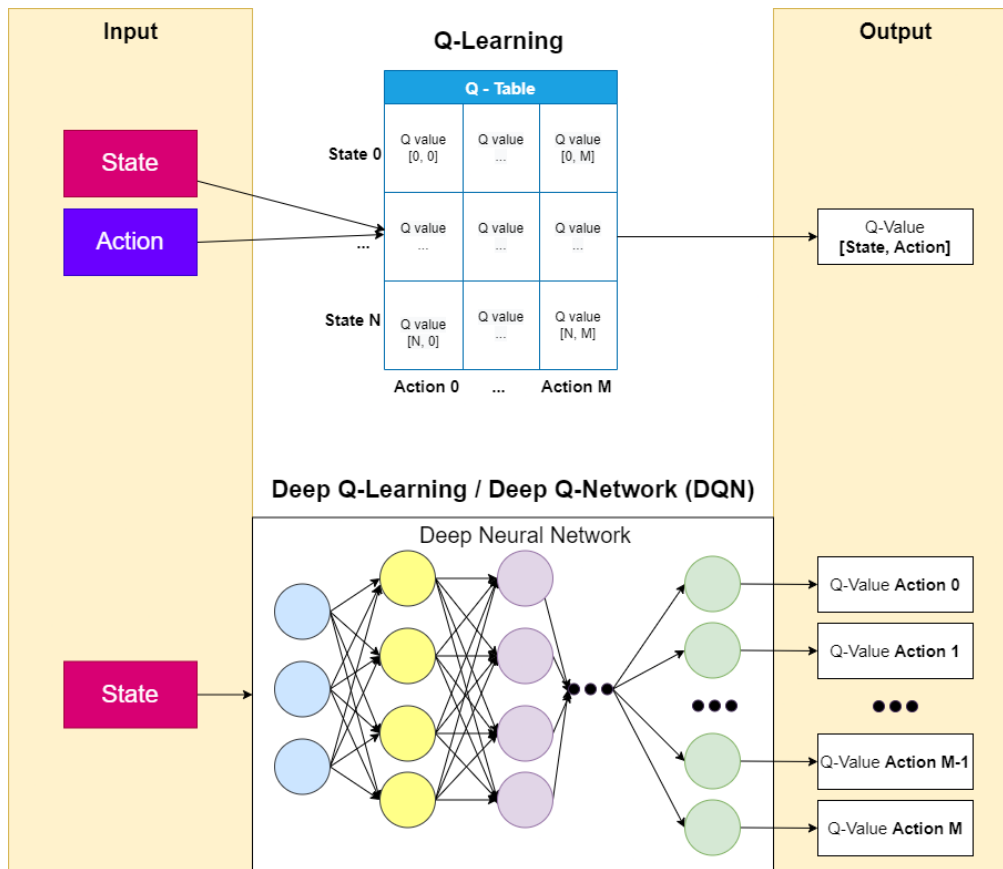 Input
Q-Learning
Output
Q - Table
State
Action
State 0
Q value
[0, 0]
Q value
...
Q value
[0, M]
...
Q value
...
Q value
...
Q value
...
State N
Q value
[N, 0]
Q value
...
Q value
[N, M]
Action 0
...
Action M
Q-Value
[State, Action]
Deep Q-Learning / Deep Q-Network (DQN)
Deep Neural Network
State
Q-Value Action 0
Q-Value Action 1
Q-Value Action M-1
Q-Value Action M